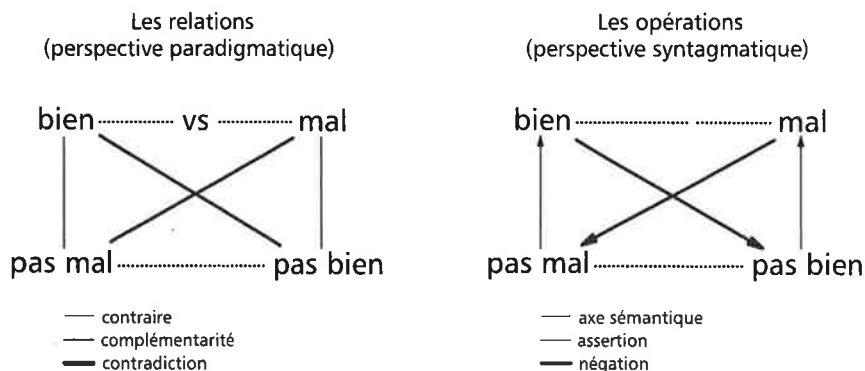 Les relations
(perspective paradigmatique)
bien vs mal
pas mal pas bien
contraire
complémentarité
contradiction
Les opérations
(perspective syntagmatique)
bien mal
pas mal pas bien
axe sémantique
assertion
négation